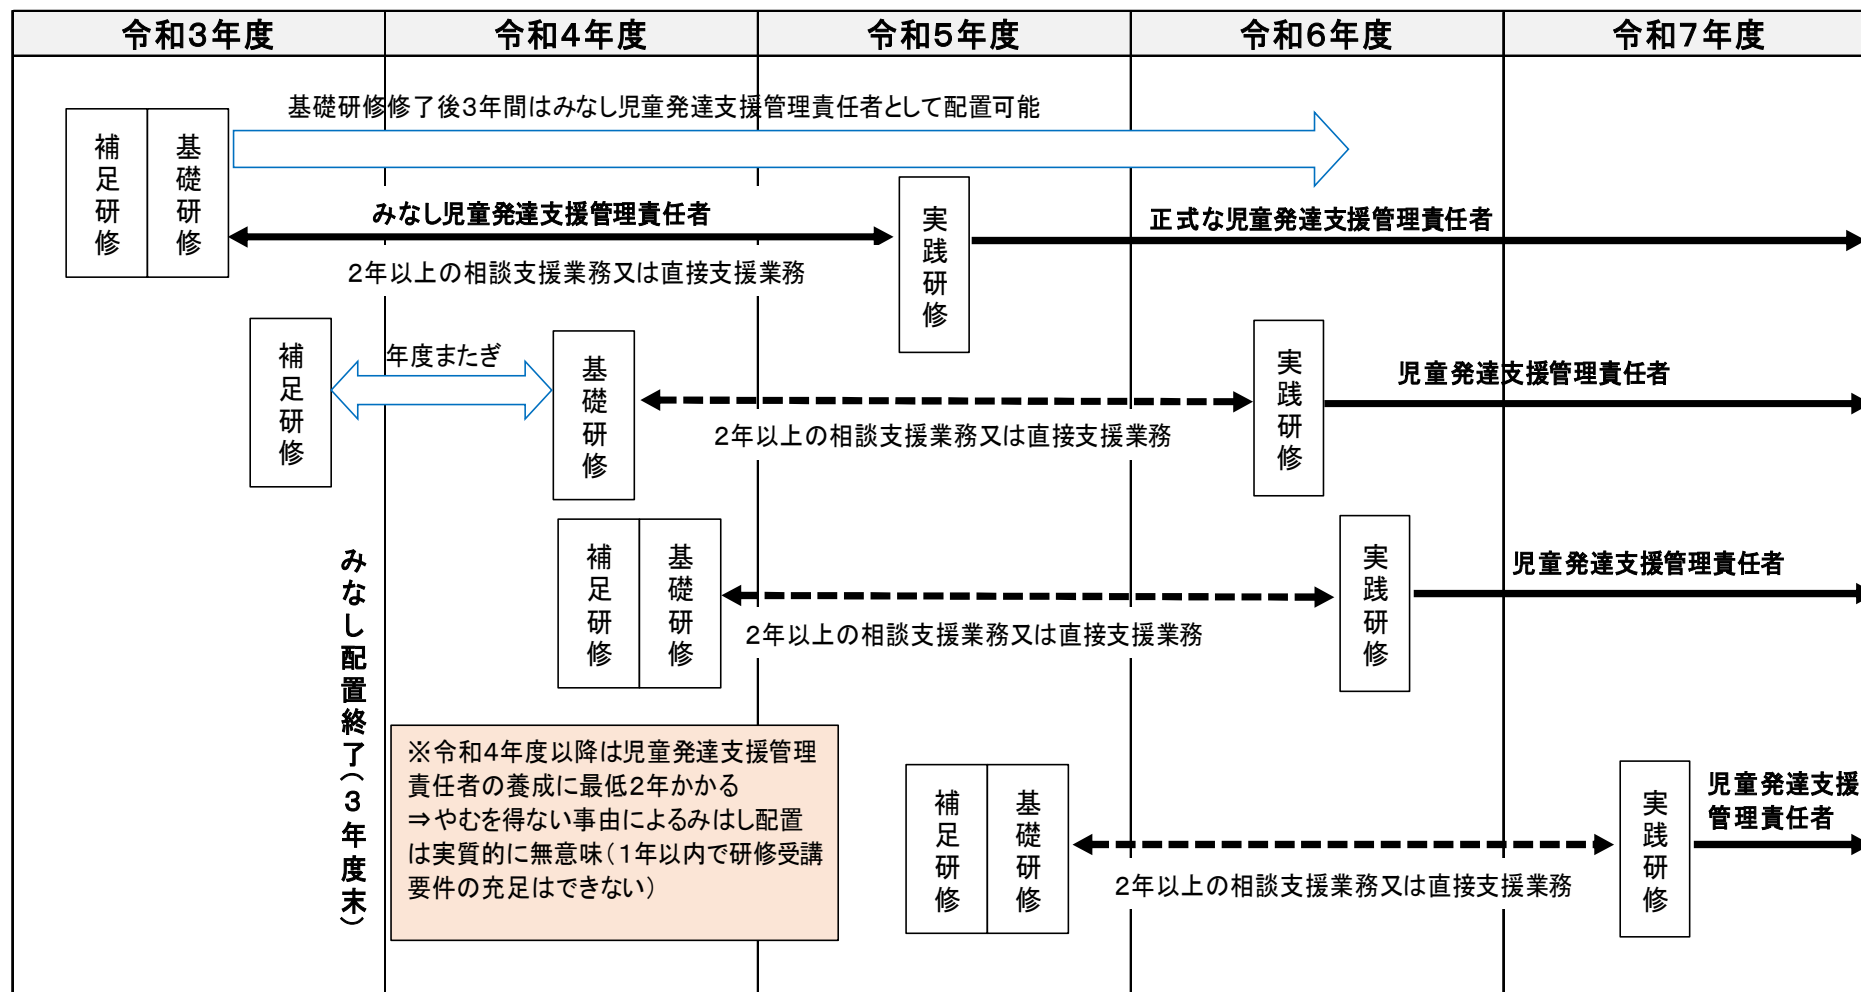 令和3年度
令和4年度
令和5年度
令和6年度
令和7年度
基礎研修修了後3年間はみなし児童発達支援管理責任者として配置可能
補足研修
基礎研修
みなし児童発達支援管理責任者
2年以上の相談支援業務又は直接支援業務
実践研修
正式な児童発達支援管理責任者
補足研修
年度またぎ
基礎研修
2年以上の相談支援業務又は直接支援業務
実践研修
児童発達支援管理責任者
みなし配置終了(3年度末)
補足研修
基礎研修
2年以上の相談支援業務又は直接支援業務
実践研修
児童発達支援管理責任者
※令和4年度以降は児童発達支援管理
責任者の養成に最低2年かかる
⇒やむを得ない事由によるみはし配置
は実質的に無意味(1年以内で研修受講
要件の充足はできない)
補足研修
基礎研修
2年以上の相談支援業務又は直接支援業務
実践研修
児童発達支援
管理責任者